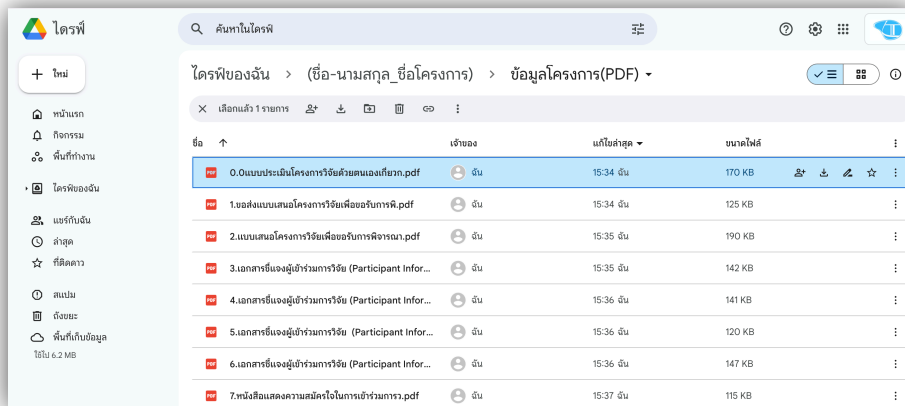 ไดรฟ์
ค้นหาในไดรฟ์
ใหม่
ไดรฟ์ของฉัน > (ชื่อ-นามสกุล_ชื่อโครงการ) > ข้อมูลโครงการ(PDF)
เลือกแล้ว 1 รายการ
หน้าแรก
กิจกรรม
พื้นที่ทำงาน
ไดรฟ์ของฉัน
แชร์กับฉัน
ล่าสุด
ที่ติดดาว
สแปม
ถังขยะ
พื้นที่เก็บข้อมูล
ใช้ไป 6.2 MB
ชื่อ เจ้าของ แก้ไขล่าสุด ขนาดไฟล์
PDF 0.0แบบประเมินโครงการวิจัยด้วยตนเองเกี่ยวก.pdf ฉัน 15:34 ฉัน 170 KB
PDF 1.ขอส่งแบบเสนอโครงการวิจัยเพื่อขอรับการพิ.pdf ฉัน 15:34 ฉัน 125 KB
PDF 2.แบบเสนอโครงการวิจัยเพื่อขอรับการพิจารณา.pdf ฉัน 15:35 ฉัน 190 KB
PDF 3.เอกสารชี้แจงผู้เข้าร่วมการวิจัย (Participant Infor... ฉัน 15:35 ฉัน 142 KB
PDF 4.เอกสารชี้แจงผู้เข้าร่วมการวิจัย (Participant Infor... ฉัน 15:36 ฉัน 141 KB
PDF 5.เอกสารชี้แจงผู้เข้าร่วมการวิจัย (Participant Infor... ฉัน 15:36 ฉัน 120 KB
PDF 6.เอกสารชี้แจงผู้เข้าร่วมการวิจัย (Participant Infor... ฉัน 15:36 ฉัน 147 KB
PDF 7.หนังสือแสดงความสมัครใจในการเข้าร่วมการว.pdf ฉัน 15:37 ฉัน 115 KB